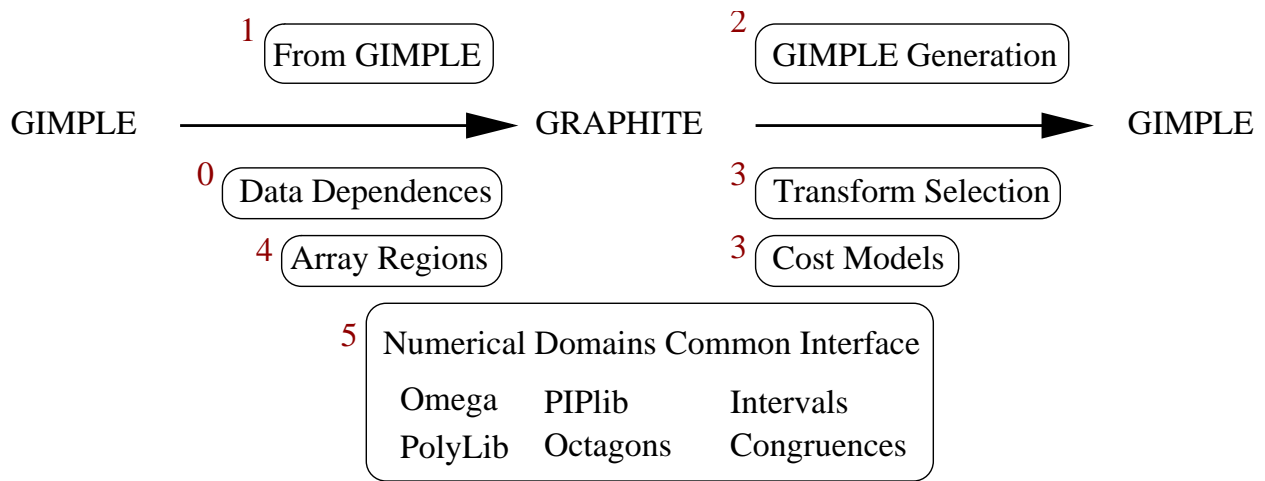 1 From GIMPLE
2 GIMPLE Generation
GIMPLE GRAPHITE GIMPLE
0 Data Dependences
3 Transform Selection
4 Array Regions
3 Cost Models
5 Numerical Domains Common Interface
Omega PIPlib Intervals
PolyLib Octagons Congruences